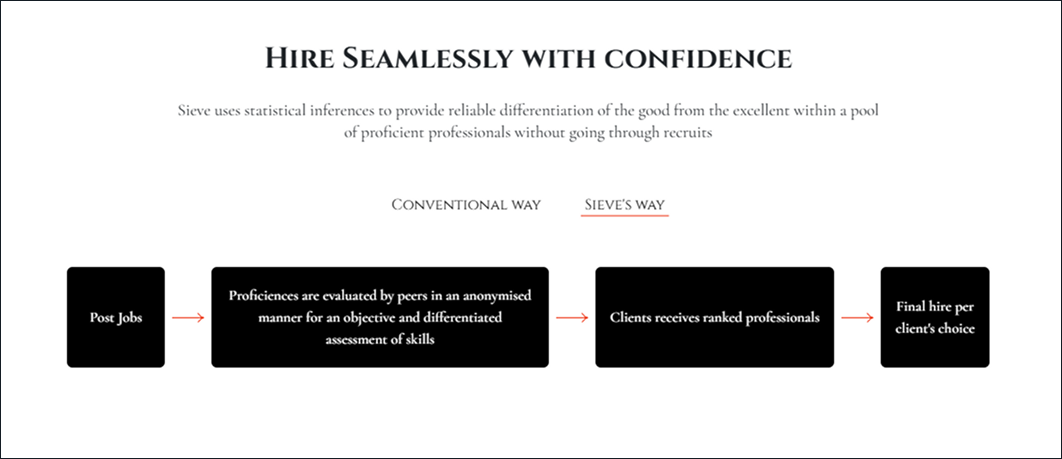 Hire Seamlessly with confidence
Sieve uses statistical inferences to provide reliable differentiation of the good from the excellent within a pool
of proficient professionals without going through recruits
Conventional way
Sieve's way
Post Jobs
Proficiences are evaluated by peers in an anonymised
manner for an objective and differentiated
assessment of skills
Clients receives ranked professionals
Final hire per
client's choice